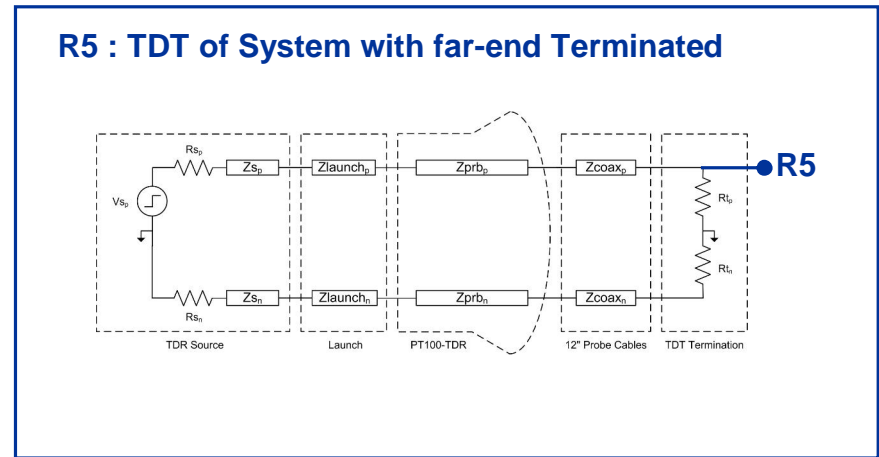 R5 : TDT of System with far-end Terminated
Rsp
Zsp
Zlaunchp
Zprbp
Zcoaxp
R5
Vsp
Rtp
Rtn
Zsn
Zlaunchn
Zprbn
Zcoaxn
Rsn
TDR Source
Launch
PT100-TDR
12" Probe Cables
TDT Termination